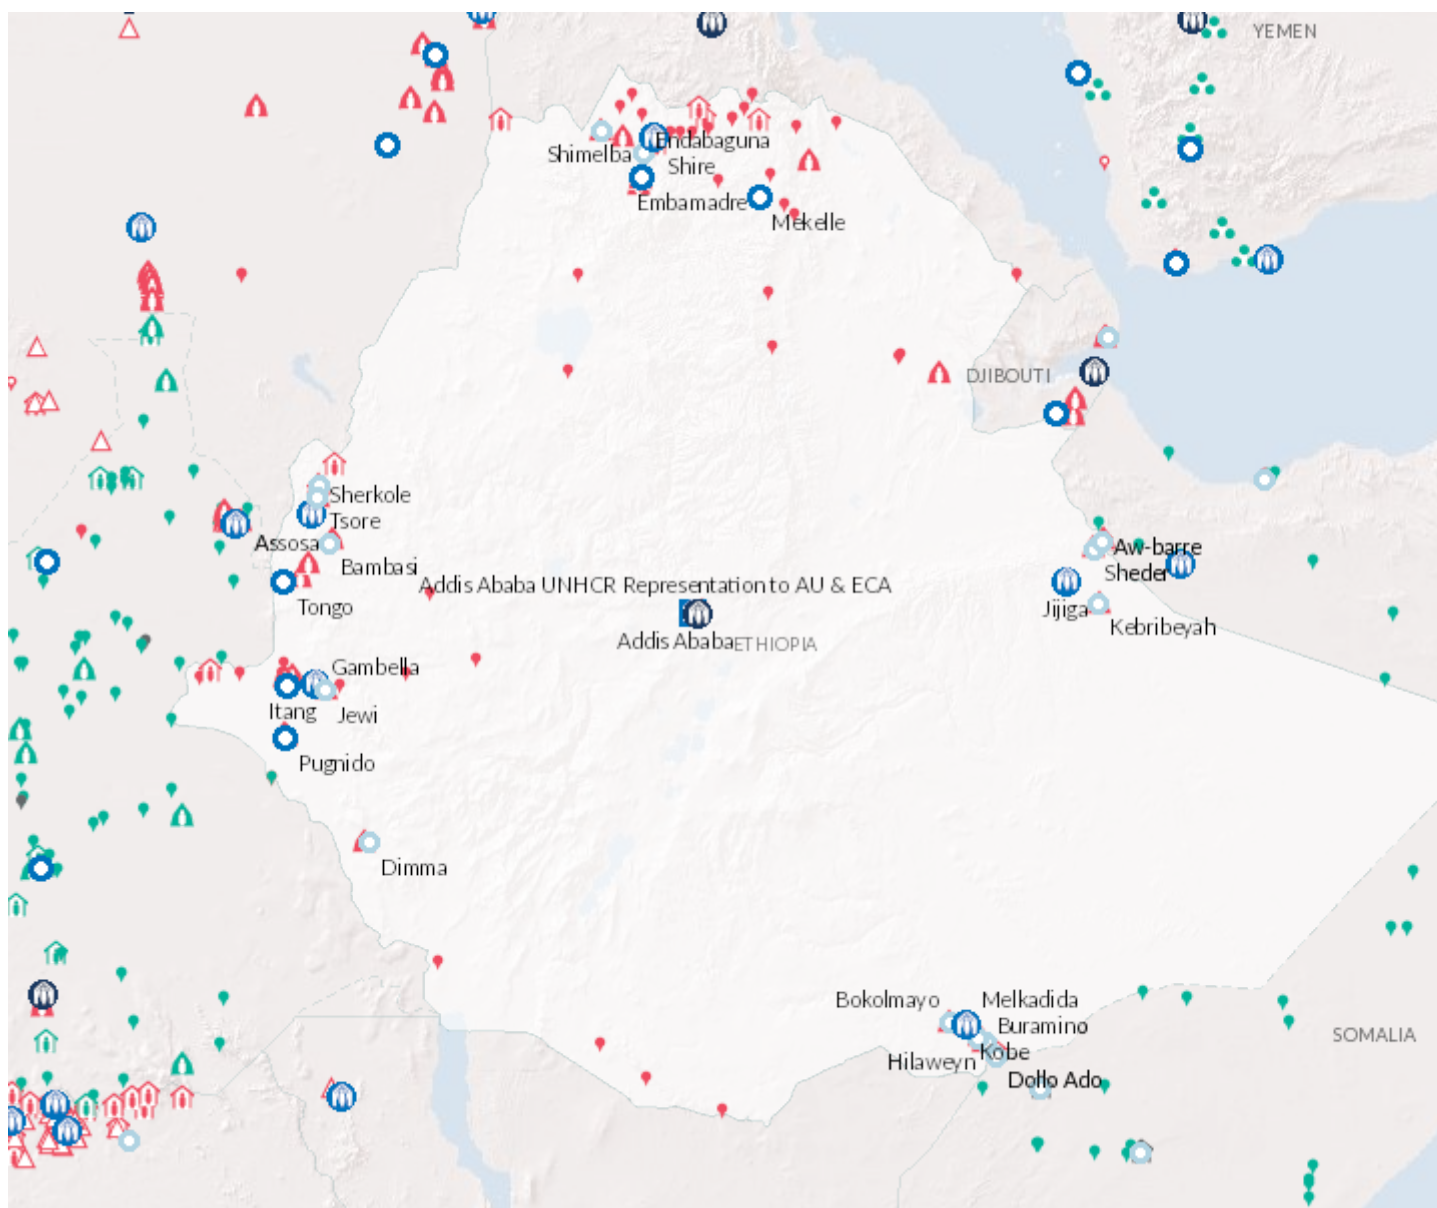 YEMEN
Endabaguna
Shimelba
Shire
Embamadre
Mekelle
DJIBOUTI
Sherkole
Tsore
Assosa
Aw-barre
Bambasi
Sheder
Addis Ababa UNHCR Representation to AU & ECA
Tongo
Jijiga
Kebribeyah
Addis Ababa
ETHIOPIA
Gambella
Itang
Jewi
Pugnido
Dimma
Bokolmayo
Melkadida
Buramino
SOMALIA
Kobe
Hilaweyn
Dollo Ado